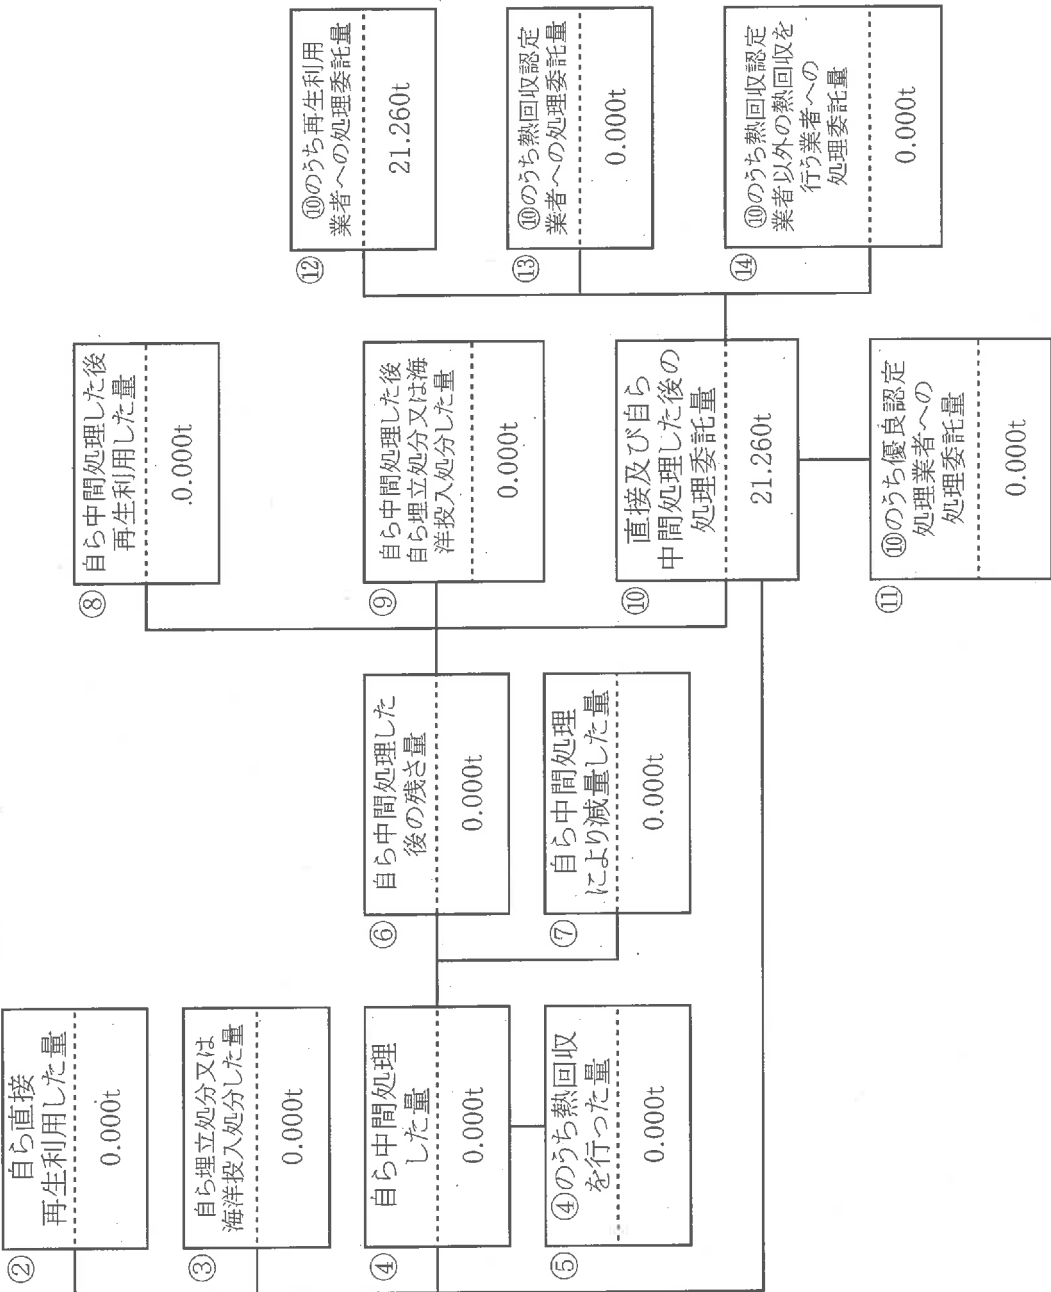 ②
自ら直接
再生利用した量
0.000t
③
自ら埋立処分又は
海洋投入処分した量
0.000t
④
自ら中間処理
した量
0.000t
⑤
④のうち熱回収
を行った量
0.000t
⑥
自ら中間処理した
後の残さ量
0.000t
⑦
自ら中間処理
により減量した量
0.000t
⑧
自ら中間処理した後
再生利用した量
0.000t
⑨
自ら中間処理した後
自ら埋立処分又は海
洋投入処分した量
0.000t
⑩
直接及び自ら
中間処理した後の
処理委託量
21.260t
⑪
⑩のうち優良認定
処理業者への
処理委託量
0.000t
⑫
⑩のうち再生利用
業者への処理委託量
21.260t
⑬
⑩のうち熱回収認定
業者への処理委託量
0.000t
⑭
⑩のうち熱回収認定
業者以外の熱回収を
行う業者への
処理委託量
0.000t